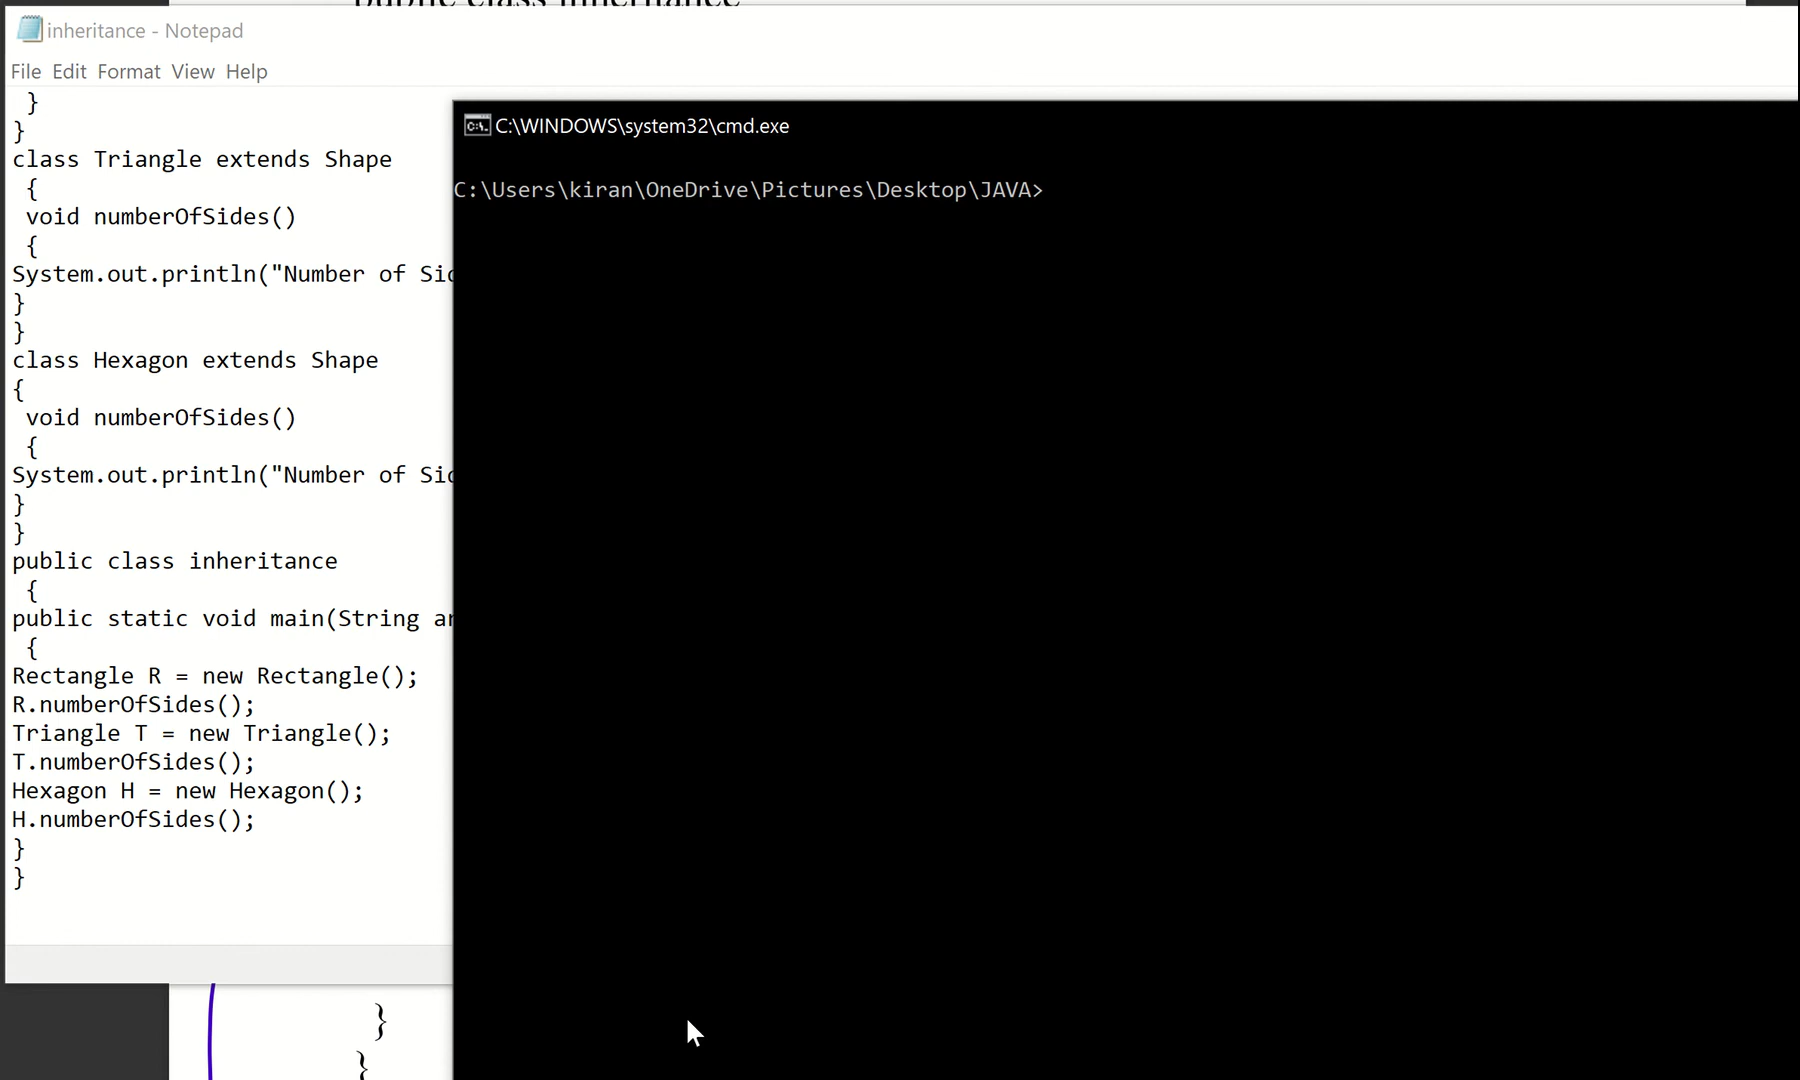 public class inheritance
inheritance - Notepad
File Edit Format View Help
}
}
class Triangle extends Shape
{
void numberOfSides()
{
System.out.println("Number of
}
}
class Hexagon extends Shape
{
void numberOfSides()
{
System.out.println("Number of
}
}
public class inheritance
{
public static void main(String
{
Rectangle R = new Rectangle();
R.numberOfSides();
Triangle T = new Triangle();
T.numberOfSides();
Hexagon H = new Hexagon();
H.numberOfSides();
}
}
C:\WINDOWS\system32\cmd.exe
C:\Users\kiran\OneDrive\Pictures\Desktop\JAVA>
}
}